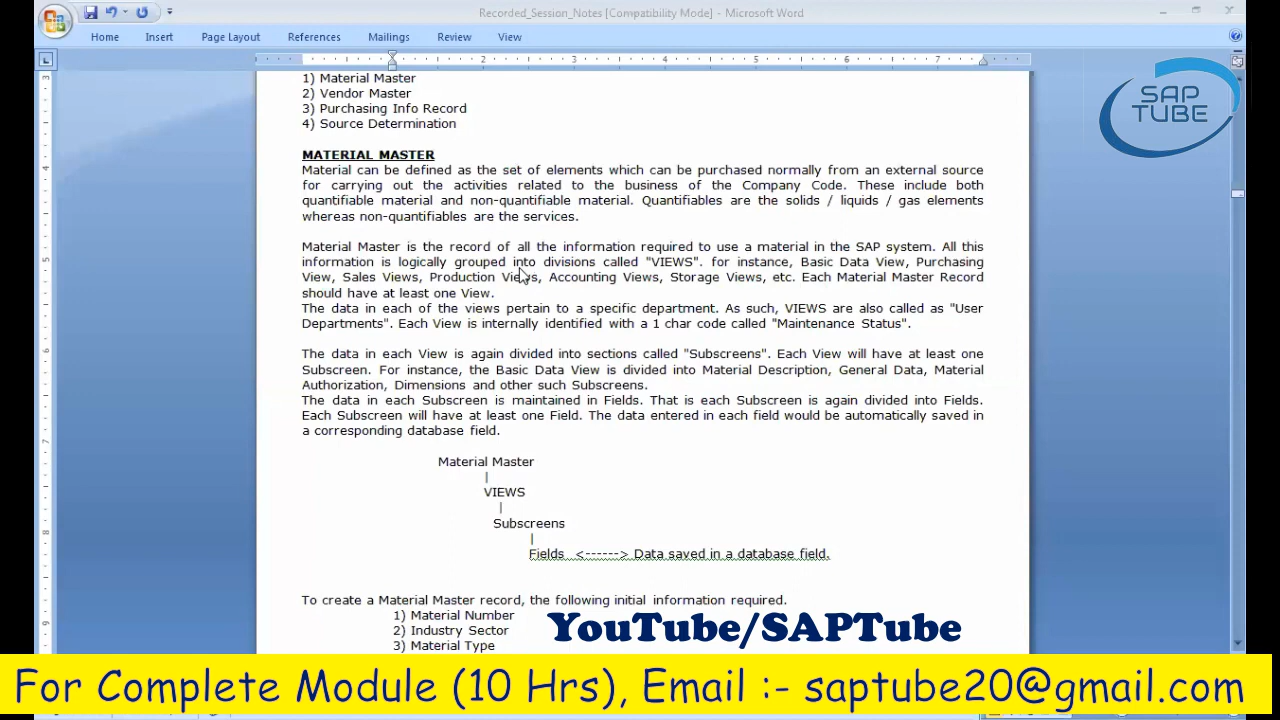 Recorded_Session_Notes [Compatibility Mode] - Microsoft Word
Home Insert Page Layout References Mailings Review View
2 3 4 5 6 7
1) Material Master
2) Vendor Master
3) Purchasing Info Record
4) Source Determination
SAP
TUBE
MATERIAL MASTER
Material can be defined as the set of elements which can be purchased normally from an external source
for carrying out the activities related to the business of the Company Code. These include both
quantifiable material and non-quantifiable material. Quantifiables are the solids / liquids / gas elements
whereas non-quantifiables are the services.
Material Master is the record of all the information required to use a material in the SAP system. All this
information is logically grouped into divisions called "VIEWS". for instance, Basic Data View, Purchasing
View, Sales Views, Production Views, Accounting Views, Storage Views, etc. Each Material Master Record
should have at least one View.
The data in each of the views pertain to a specific department. As such, VIEWS are also called as "User
Departments". Each View is internally identified with a 1 char code called "Maintenance Status".
The data in each View is again divided into sections called "Subscreens". Each View will have at least one
Subscreen. For instance, the Basic Data View is divided into Material Description, General Data, Material
Authorization, Dimensions and other such Subscreens.
The data in each Subscreen is maintained in Fields. That is each Subscreen is again divided into Fields.
Each Subscreen will have at least one Field. The data entered in each field would be automatically saved in
a corresponding database field.
Material Master
|
VIEWS
|
Subscreens
|
Fields <------> Data saved in a database field.
To create a Material Master record, the following initial information required.
1) Material Number
2) Industry Sector
3) Material Type
YouTube/SAPTube
For Complete Module (10 Hrs), Email :- saptube20@gmail.com